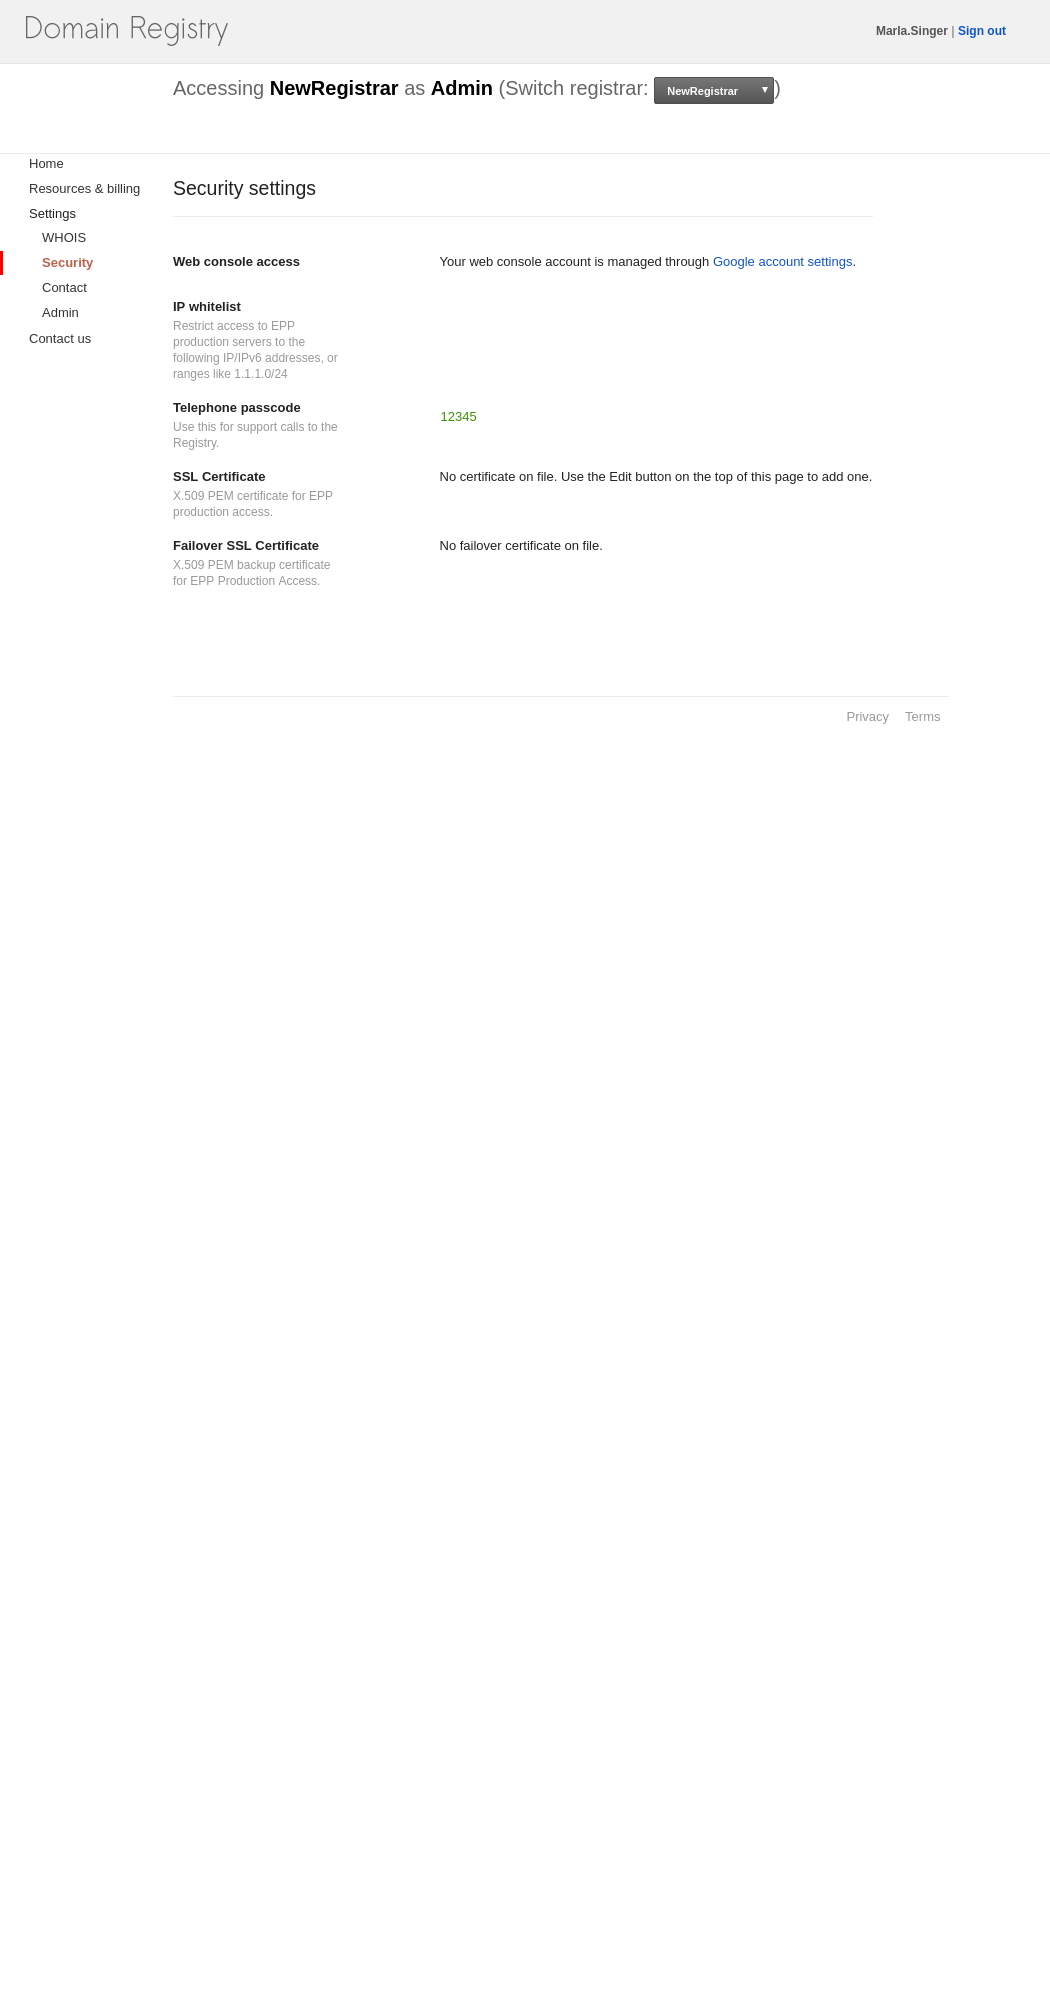 Domain Registry
Marla.Singer | Sign out
Accessing NewRegistrar as Admin (Switch registrar: NewRegistrar ▾)
Home
Resources & billing
Settings
WHOIS
Security
Contact
Admin
Contact us
Security settings
Web console access
Your web console account is managed through Google account settings.
IP whitelist
Restrict access to EPP
production servers to the
following IP/IPv6 addresses, or
ranges like 1.1.1.0/24
Telephone passcode
Use this for support calls to the
Registry.
12345
SSL Certificate
X.509 PEM certificate for EPP
production access.
No certificate on file. Use the Edit button on the top of this page to add one.
Failover SSL Certificate
X.509 PEM backup certificate
for EPP Production Access.
No failover certificate on file.
Privacy Terms